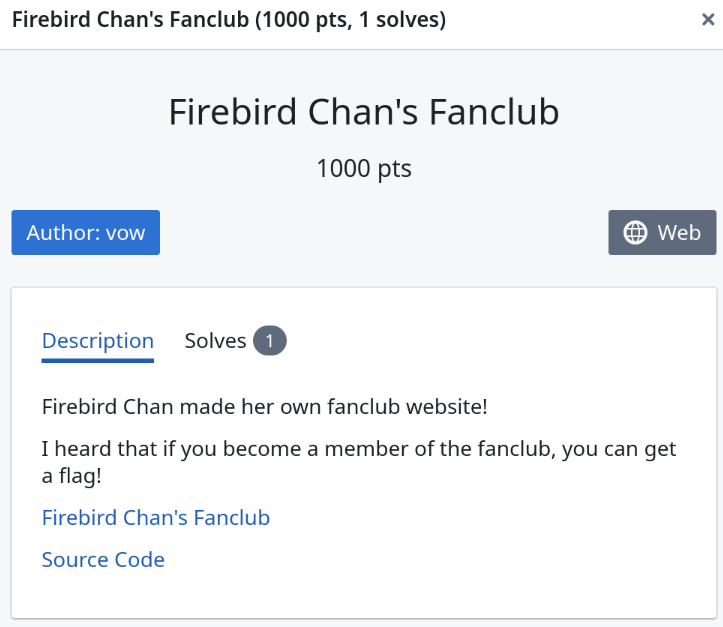 Firebird Chan's Fanclub (1000 pts, 1 solves)
Firebird Chan's Fanclub
1000 pts
Author: vow
Web
Description
Solves 1
Firebird Chan made her own fanclub website!
I heard that if you become a member of the fanclub, you can get
a flag!
Firebird Chan's Fanclub
Source Code